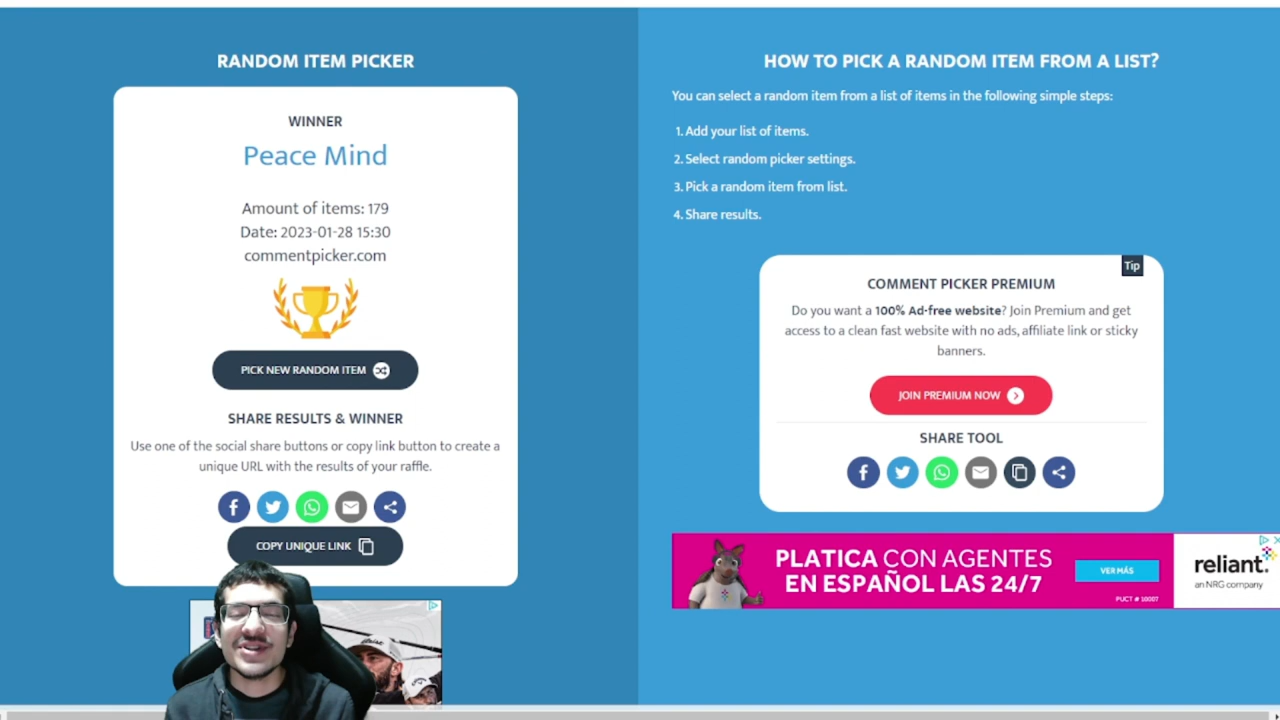 RANDOM ITEM PICKER
WINNER
Peace Mind
Amount of items: 179
Date: 2023-01-28 15:30
commentpicker.com
PICK NEW RANDOM ITEM
SHARE RESULTS & WINNER
Use one of the social share buttons or copy link button to create a
unique URL with the results of your raffle.
COPY UNIQUE LINK
HOW TO PICK A RANDOM ITEM FROM A LIST?
You can select a random item from a list of items in the following simple steps:
1. Add your list of items.
2. Select random picker settings.
3. Pick a random item from list.
4. Share results.
Tip
COMMENT PICKER PREMIUM
Do you want a 100% Ad-free website? Join Premium and get
access to a clean fast website with no ads, affiliate link or sticky
banners.
JOIN PREMIUM NOW
SHARE TOOL
PLATICA CON AGENTES
EN ESPAÑOL LAS 24/7
VER MÁS
PUCT # 10007
reliant.
an NRG company